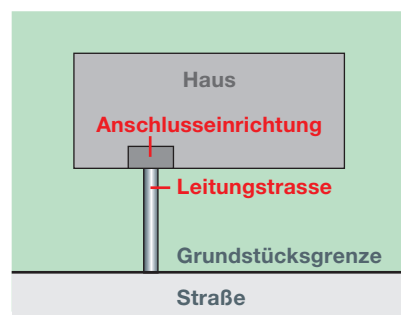 Haus
Anschlusseinrichtung
Leitungstrasse
Grundstücksgrenze
Straße